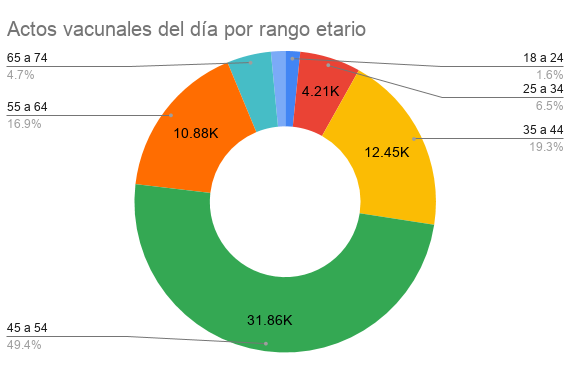 Actos vacunales del día por rango etario
65 a 74
4.7%
55 a 64
16.9%
45 a 54
49.4%
18 a 24
1.6%
25 a 34
6.5%
35 a 44
19.3%
4.21K
12.45K
10.88K
31.86K